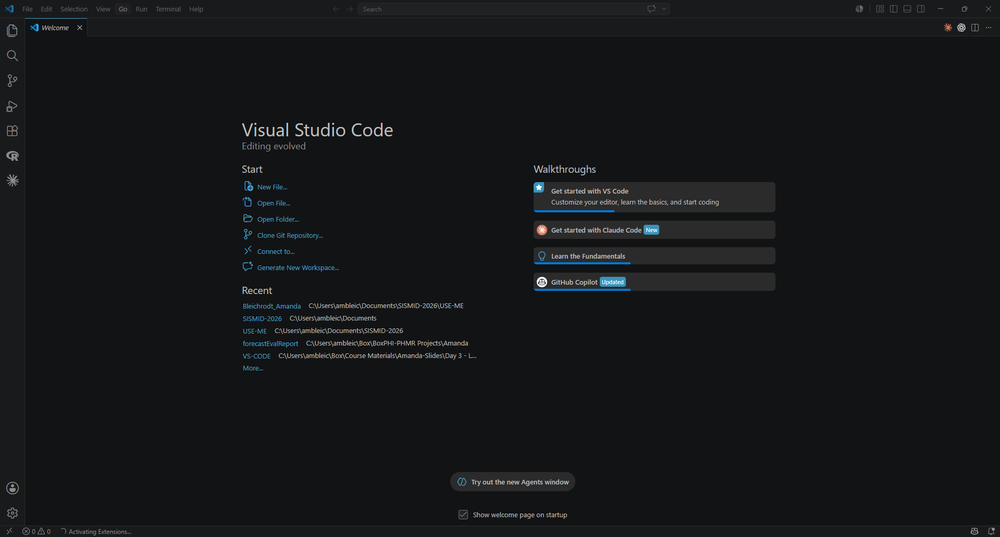 File Edit Selection View Go Run Terminal Help
Search
Welcome
Visual Studio Code
Editing evolved
Start
New File...
Open File...
Open Folder...
Clone Git Repository...
Connect to...
Generate New Workspace...
Recent
Bleichrodt_Amanda C:\Users\ambleic\Documents\SISMID-2026\USE-ME
SISMID-2026 C:\Users\ambleic\Documents
USE-ME C:\Users\ambleic\Documents\SISMID-2026
forecastEvalReport C:\Users\ambleic\Box\BoxPHI-PHMR Projects\Amanda
VS-CODE C:\Users\ambleic\Box\Course Materials\Amanda-Slides\Day 3 - L...
More...
Walkthroughs
Get started with VS Code
Customize your editor, learn the basics, and start coding
Get started with Claude Code New
Learn the Fundamentals
GitHub Copilot Updated
Try out the new Agents window
Show welcome page on startup
0 0 Activating Extensions...